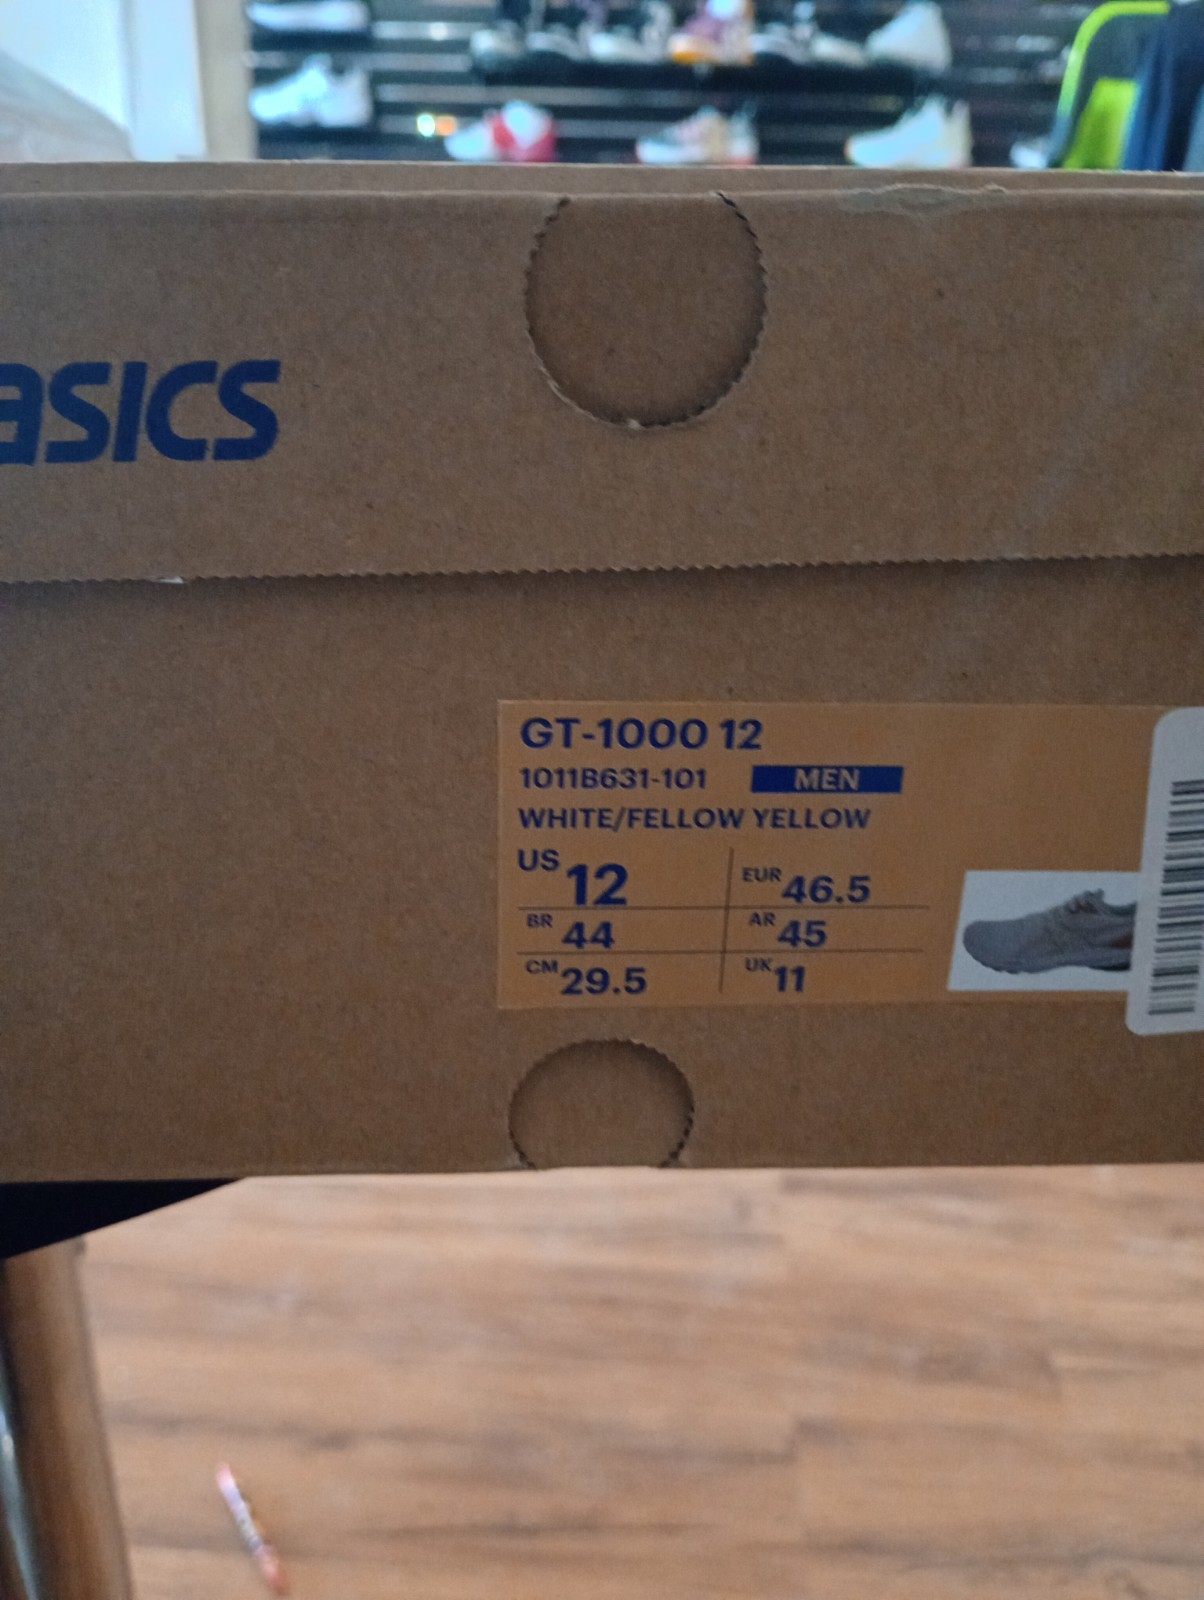 asics
GT-1000 12
1011B631-101 MEN
WHITE/FELLOW YELLOW
US 12 EUR 46.5
BR 44 AR 45
CM 29.5 UK 11